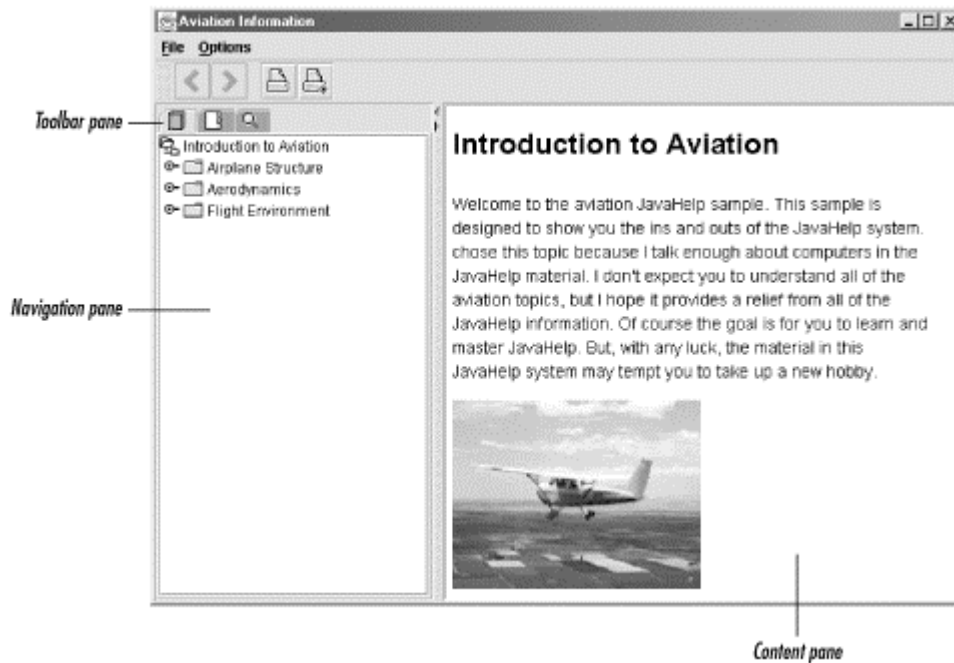 Aviation Information
File Options
Toolbar pane
Introduction to Aviation
Airplane Structure
Aerodynamics
Flight Environment
Navigation pane
Introduction to Aviation
Welcome to the aviation JavaHelp sample. This sample is
designed to show you the ins and outs of the JavaHelp system.
chose this topic because I talk enough about computers in the
JavaHelp material. I don't expect you to understand all of the
aviation topics, but I hope it provides a relief from all of the
JavaHelp information. Of course the goal is for you to learn and
master JavaHelp. But, with any luck, the material in this
JavaHelp system may tempt you to take up a new hobby.
Content pane